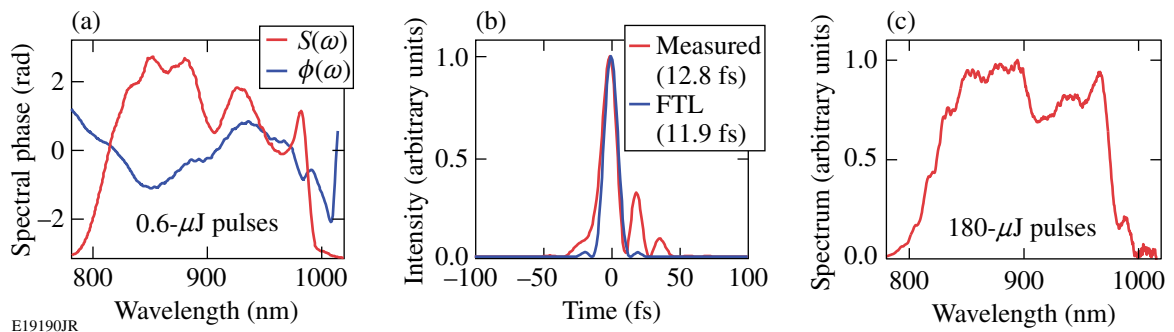 (a)
Spectral phase (rad)
2
0
−2
S(ω)
ϕ(ω)
0.6-μJ pulses
800 900 1000
Wavelength (nm)
(b)
Intensity (arbitrary units)
1.0
0.5
0.0
Measured
(12.8 fs)
FTL
(11.9 fs)
−100 −50 0 50 100
Time (fs)
(c)
Spectrum (arbitrary units)
1.0
0.5
0.0
180-μJ pulses
800 900 1000
Wavelength (nm)
E19190JR